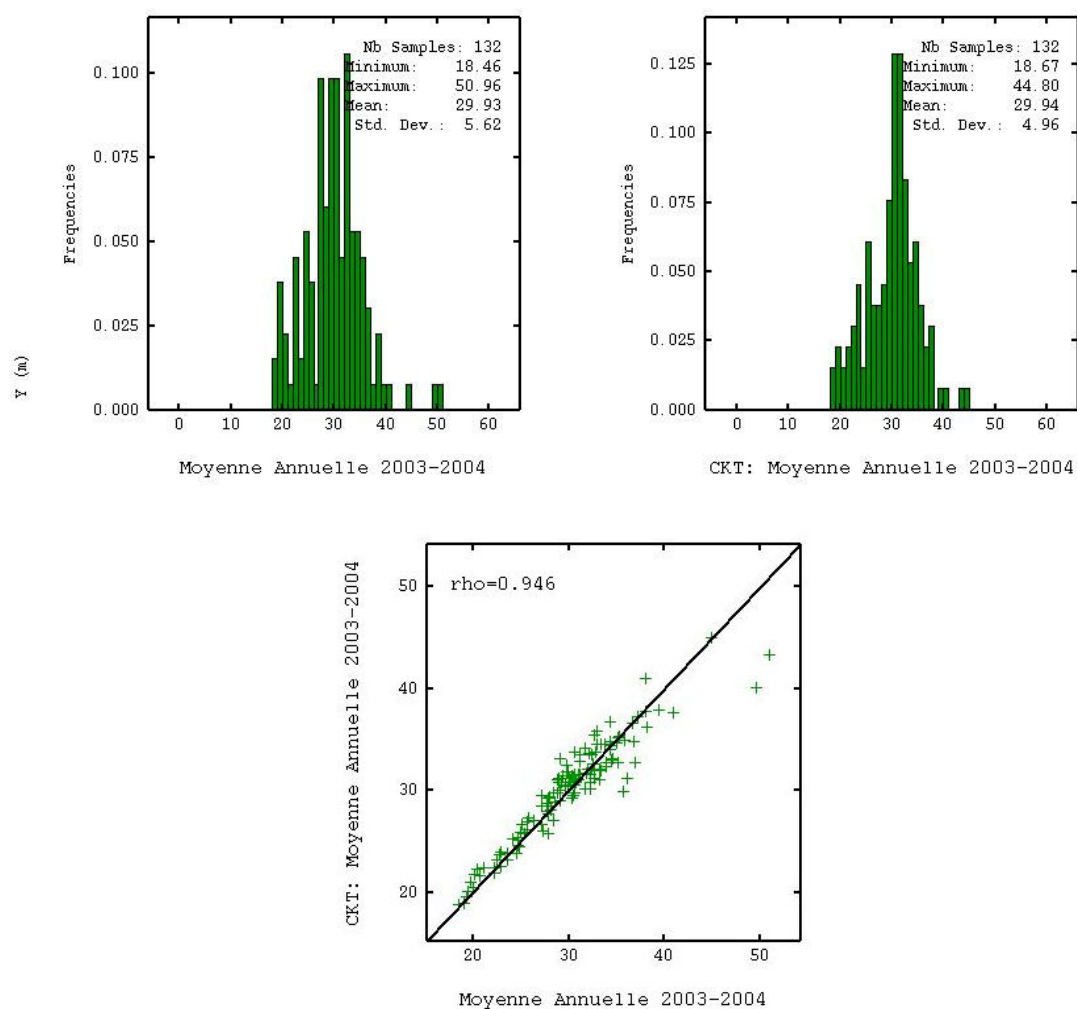 Nb Samples: 132
Minimum: 18.46
Maximum: 50.96
Mean: 29.93
Std. Dev.: 5.62
0.100
0.075
0.050
0.025
0.000
Frequencies
0 10 20 30 40 50 60
Moyenne Annuelle 2003-2004
Y (m)
Nb Samples: 132
Minimum: 18.67
Maximum: 44.80
Mean: 29.94
Std. Dev.: 4.96
0.125
0.100
0.075
0.050
0.025
0.000
Frequencies
0 10 20 30 40 50 60
CKT: Moyenne Annuelle 2003-2004
rho=0.946
50
40
30
20
CKT: Moyenne Annuelle 2003-2004
20 30 40 50
Moyenne Annuelle 2003-2004